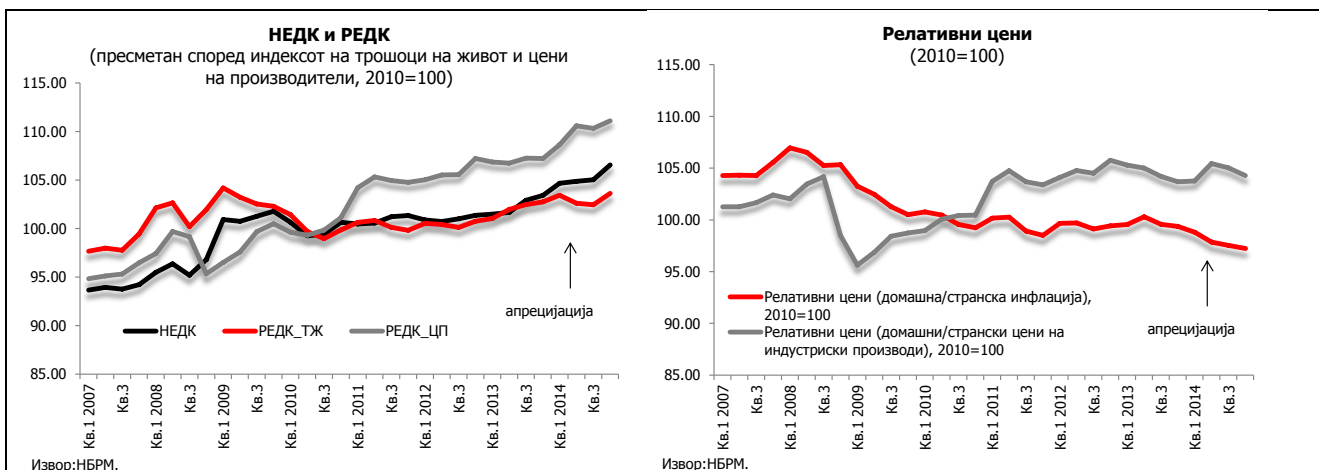 НЕДК и РЕДК
(пресметан според индексот на трошоци на живот и цени
на производители, 2010=100)
115.00
110.00
105.00
100.00
95.00
90.00
85.00
апрецијација
НЕДК
РЕДК_ТЖ
РЕДК_ЦП
Кв.1 2007
Кв.3
Кв.1 2008
Кв.3
Кв.1 2009
Кв.3
Кв.1 2010
Кв.3
Кв.1 2011
Кв.3
Кв.1 2012
Кв.3
Кв.1 2013
Кв.3
Кв.1 2014
Кв.3
Извор:НБРМ.
Релативни цени
(2010=100)
115.00
110.00
105.00
100.00
95.00
90.00
85.00
Релативни цени (домашна/странска инфлација),
2010=100
Релативни цени (домашни/странски цени на
индустриски производи), 2010=100
апрецијација
Кв.1 2007
Кв.3
Кв.1 2008
Кв.3
Кв.1 2009
Кв.3
Кв.1 2010
Кв.3
Кв.1 2011
Кв.3
Кв.1 2012
Кв.3
Кв.1 2013
Кв.3
Кв.1 2014
Кв.3
Извор:НБРМ.